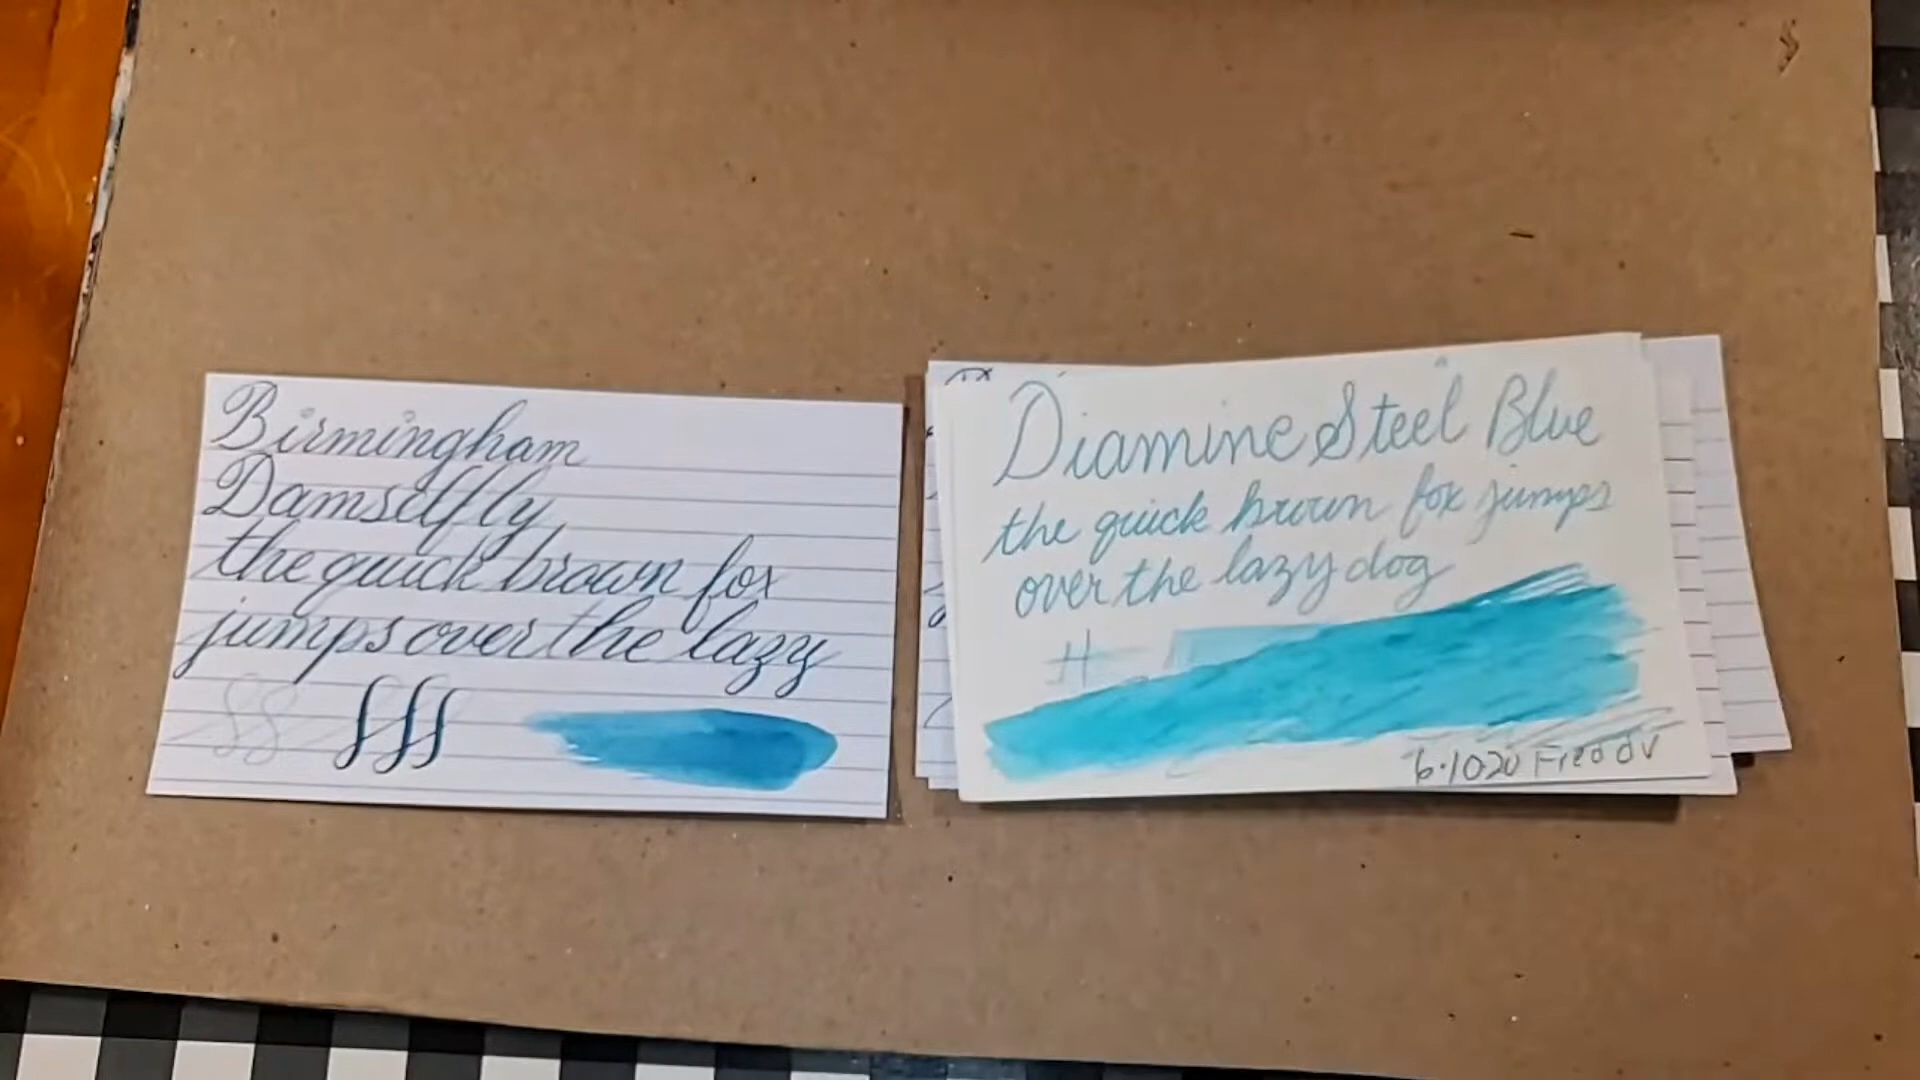 Birmingham
Damselfly
the quick brown fox
jumps over the lazy
Diamine Steel Blue
the quick brown fox jumps
over the lazy dog
6.10.20